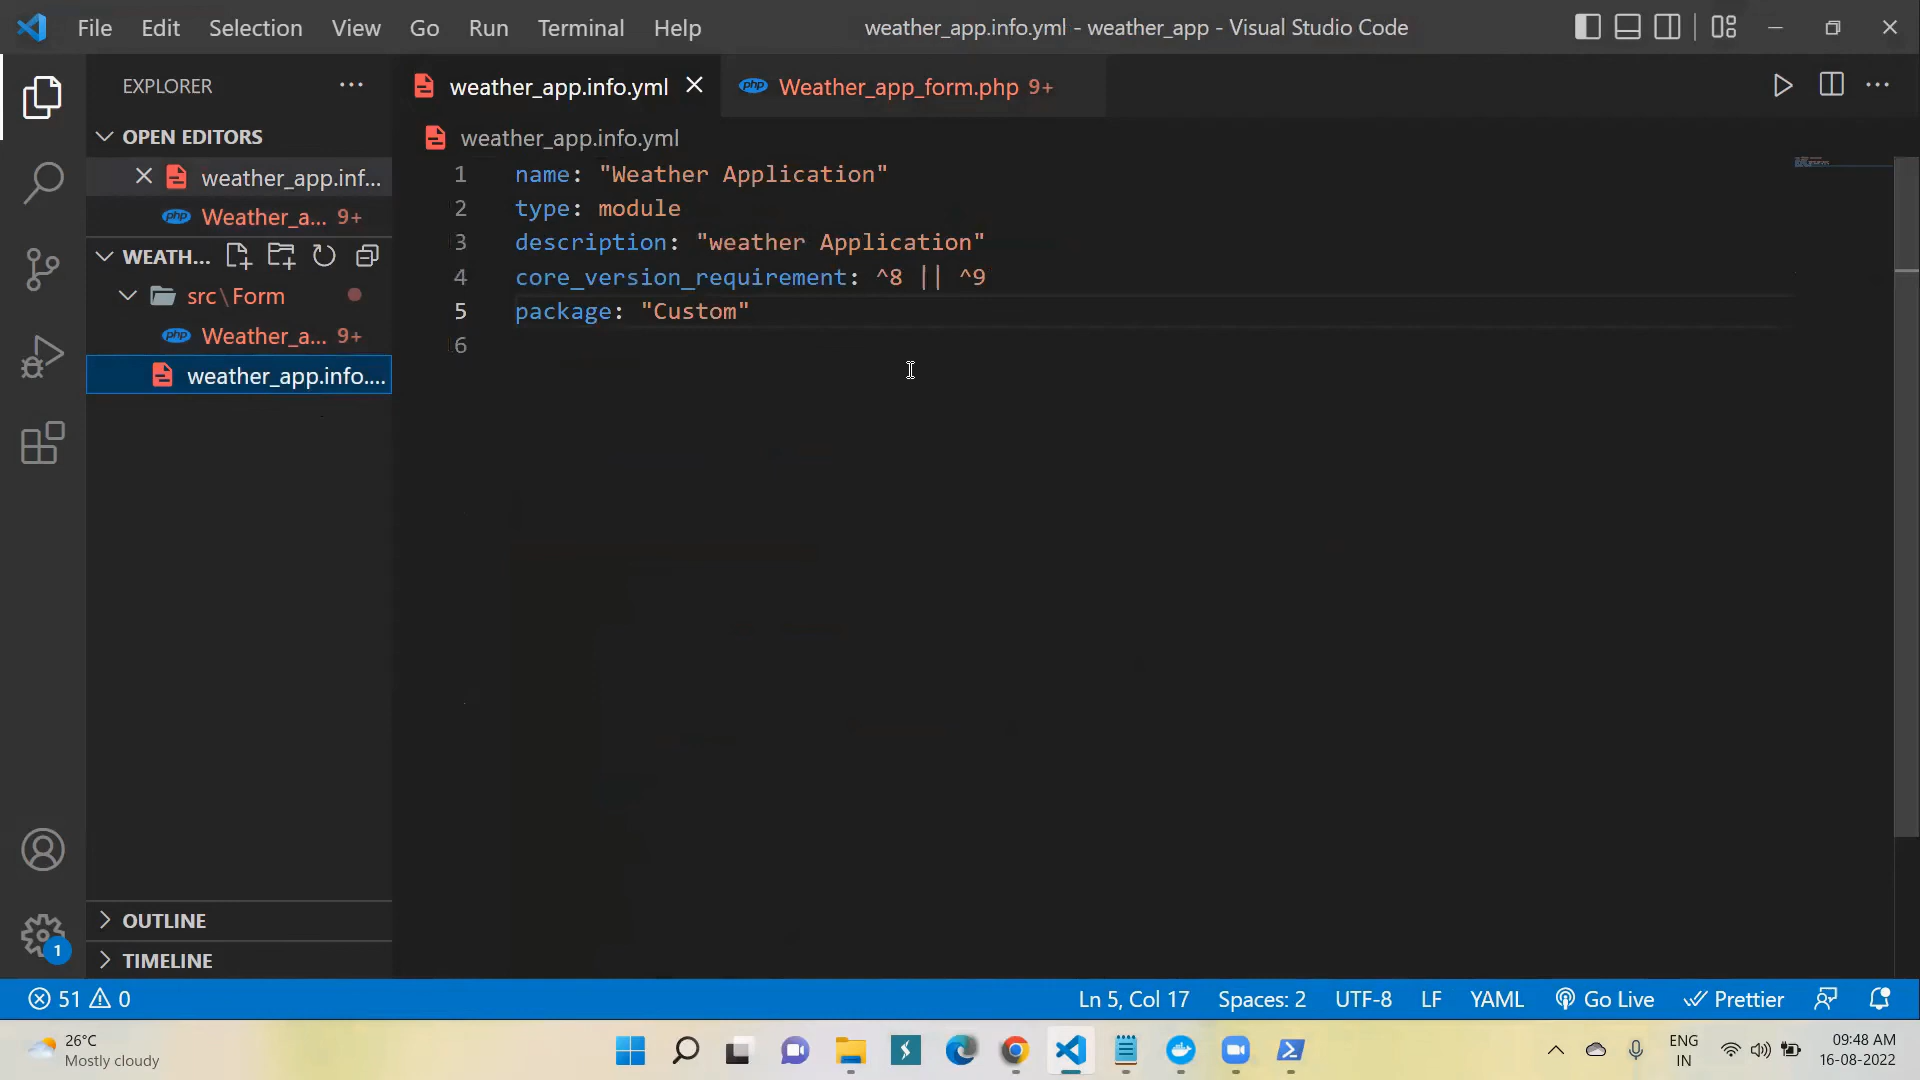 File Edit Selection View Go Run Terminal Help
weather_app.info.yml - weather_app - Visual Studio Code
EXPLORER
weather_app.info.yml
php Weather_app_form.php 9+
OPEN EDITORS
weather_app.inf...
php Weather_a... 9+
WEATH...
src\Form
php Weather_a... 9+
weather_app.info....
OUTLINE
TIMELINE
1
weather_app.info.yml
1 name: "Weather Application"
2 type: module
3 description: "weather Application"
4 core_version_requirement: ^8 || ^9
5 package: "Custom"
6
51 0
Ln 5, Col 17 Spaces: 2 UTF-8 LF YAML Go Live Prettier
26°C
Mostly cloudy
ENG
IN
09:48 AM
16-08-2022